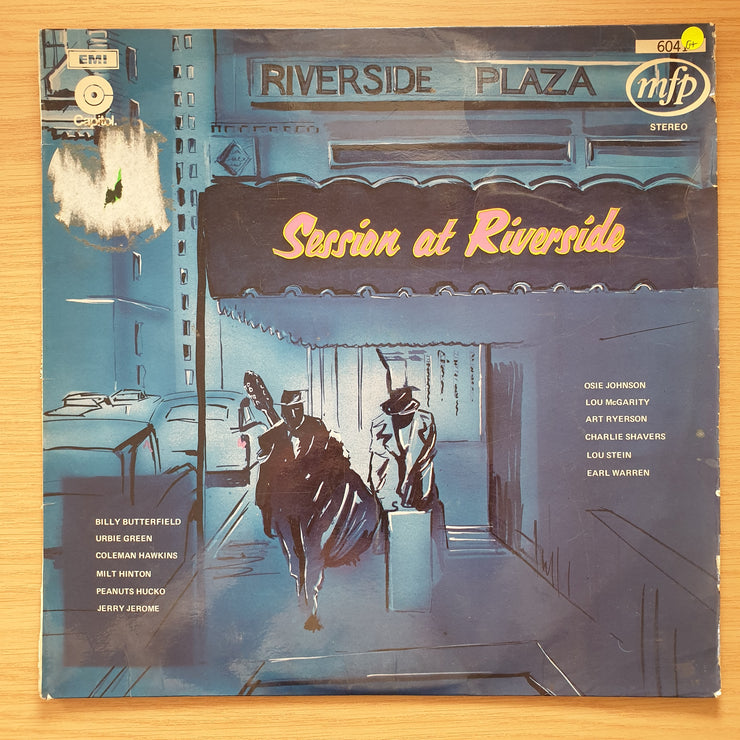 EMI
Capitol.
RIVERSIDE PLAZA
mfp
STEREO
Session at Riverside
OSIE JOHNSON
LOU McGARITY
ART RYERSON
CHARLIE SHAVERS
LOU STEIN
EARL WARREN
BILLY BUTTERFIELD
URBIE GREEN
COLEMAN HAWKINS
MILT HINTON
PEANUTS HUCKO
JERRY JEROME